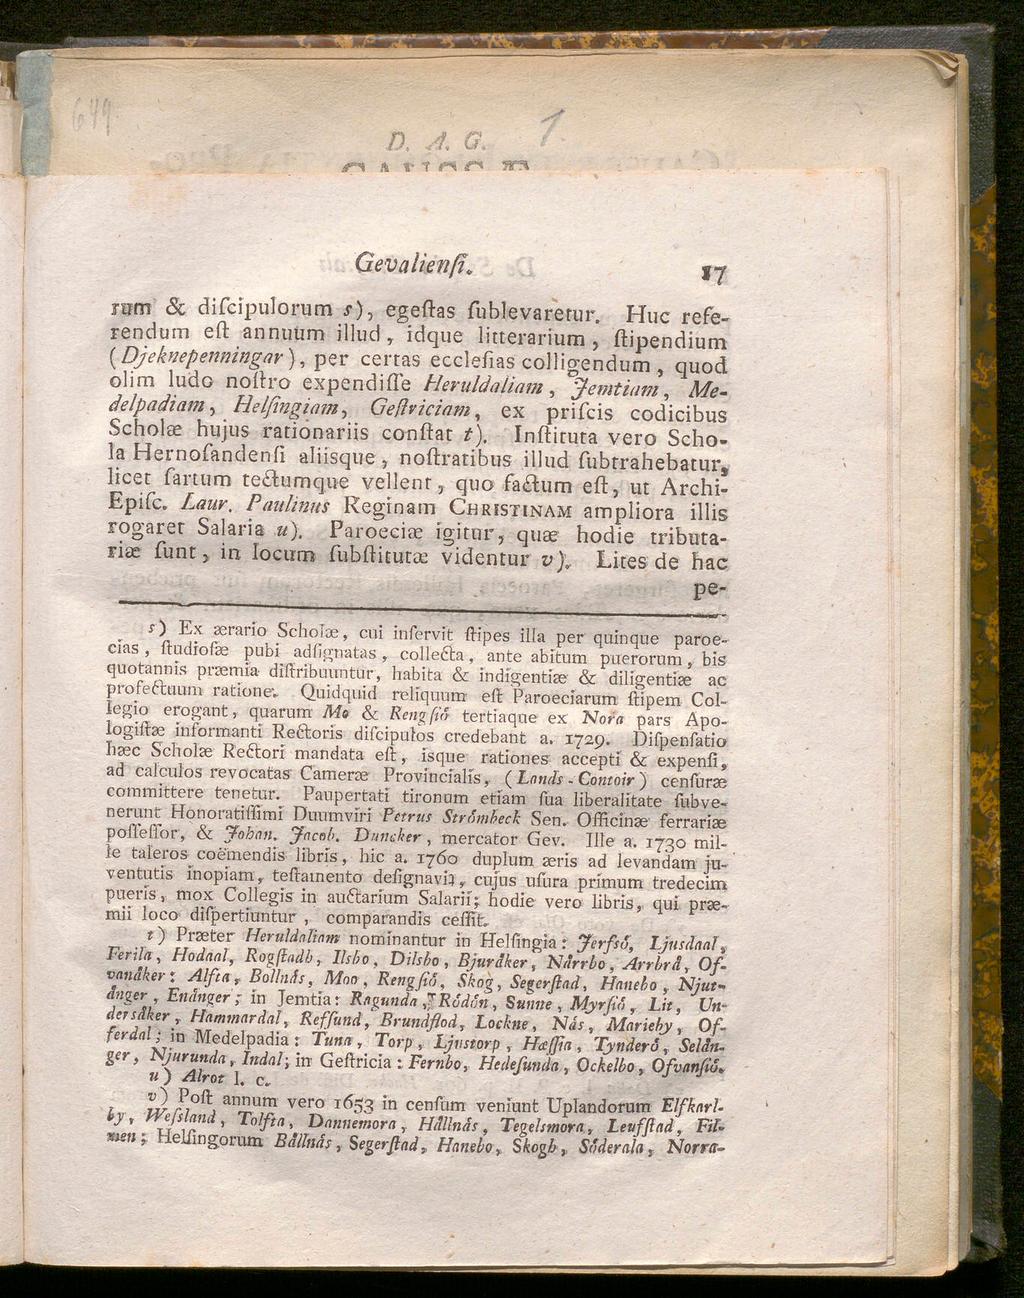 649
D. A. G. 1.
CAUSSÆ
Gevalienſi. 17
rum & diſcipulorum s), egeſtas ſublevaretur. Huc refe-
rendum eſt annuum illud, idque litterarium, ſtipendium
(Djeknepenningar), per certas eccleſias colligendum, quod
olim ludo noſtro expendiſſe Heruldaliam, Jemtiam, Me-
delpadiam, Helſingiam, Geſtriciam, ex priſcis codicibus
Scholæ hujus rationariis conſtat t). Inſtituta vero Scho-
la Hernoſandenſi aliisque, noſtratibus illud ſubtrahebatur,
licet ſartum tectumque vellent, quo factum eſt, ut Archi-
Epiſc. Laur. Paulinus Reginam CHRISTINAM ampliora illis
rogaret Salaria u). Paroeciæ igitur, quæ hodie tributa-
riæ ſunt, in locum ſubſtitutæ videntur v). Lites de hac
pe-
s) Ex ærario Scholæ, cui inſervit ſtipes illa per quinque paroe-
cias, ſtudioſæ pubi adſignatas, collecta, ante abitum puerorum, bis
quotannis præmia diſtribuuntur, habita & indigentiæ & diligentiæ ac
profectuum ratione. Quidquid reliquum eſt Paroeciarum ſtipem Col-
legio erogant, quarum Mo & Rengſiö tertiaque ex Nora pars Apo-
logiſtæ informanti Rectoris diſcipulos credebant a. 1729. Diſpenſatio
hæc Scholæ Rectori mandata eſt, isque rationes accepti & expenſi,
ad calculos revocatas Cameræ Provincialis, (Lands-Contoir) cenſuræ
committere tenetur. Paupertati tironum etiam ſua liberalitate ſubve-
nerunt Honoratiſſimi Duumviri Petrus Strömbeck Sen. Officinæ ferrariæ
poſſeſſor, & Johan. Jacob. Duncker, mercator Gev. Ille a. 1730 mil-
le taleros coëmendis libris, hic a. 1760 duplum æris ad levandam ju-
ventutis inopiam, teſtamento deſignavit, cujus uſura primum tredecim
pueris, mox Collegis in auctarium Salarii; hodie vero libris, qui præ-
mii loco diſpertiuntur, comparandis ceſſit.
t) Præter Heruldaliam nominantur in Helſingia: Jerfsö, Ljusdaal,
Ferila, Hodaal, Rogſtadh, Ilsbo, Dilsbo, Bjuråker, Nårrbo, Arrbrå, Of-
vanåker: Alfta, Bollnås, Moo, Rengſiö, Skog, Segerſtad, Hanebo, Njut-
ånger, Enånger; in Jemtia: Ragunda, Rödön, Sunne, Myrſiö, Lit, Un-
dersåker, Hammardal, Refſund, Brundflod, Lockne, Nås, Marieby, Of-
ferdal; in Medelpadia: Tuna, Torp, Ljustorp, Hæſſia, Tynderö, Selån-
ger, Njurunda, Indal; in Geſtricia: Fernbo, Hedeſunda, Ockelbo, Ofvanſiö.
u) Alrot l. c.
v) Poſt annum vero 1653 in cenſum veniunt Uplandorum Elfkarl-
by, Weſsland, Tolfta, Dannemora, Hållnås, Tegelsmora, Leufſtad, Fil-
men; Helſingorum Bållnås, Segerſtad, Hanebo, Skogh, Söderala, Norra-